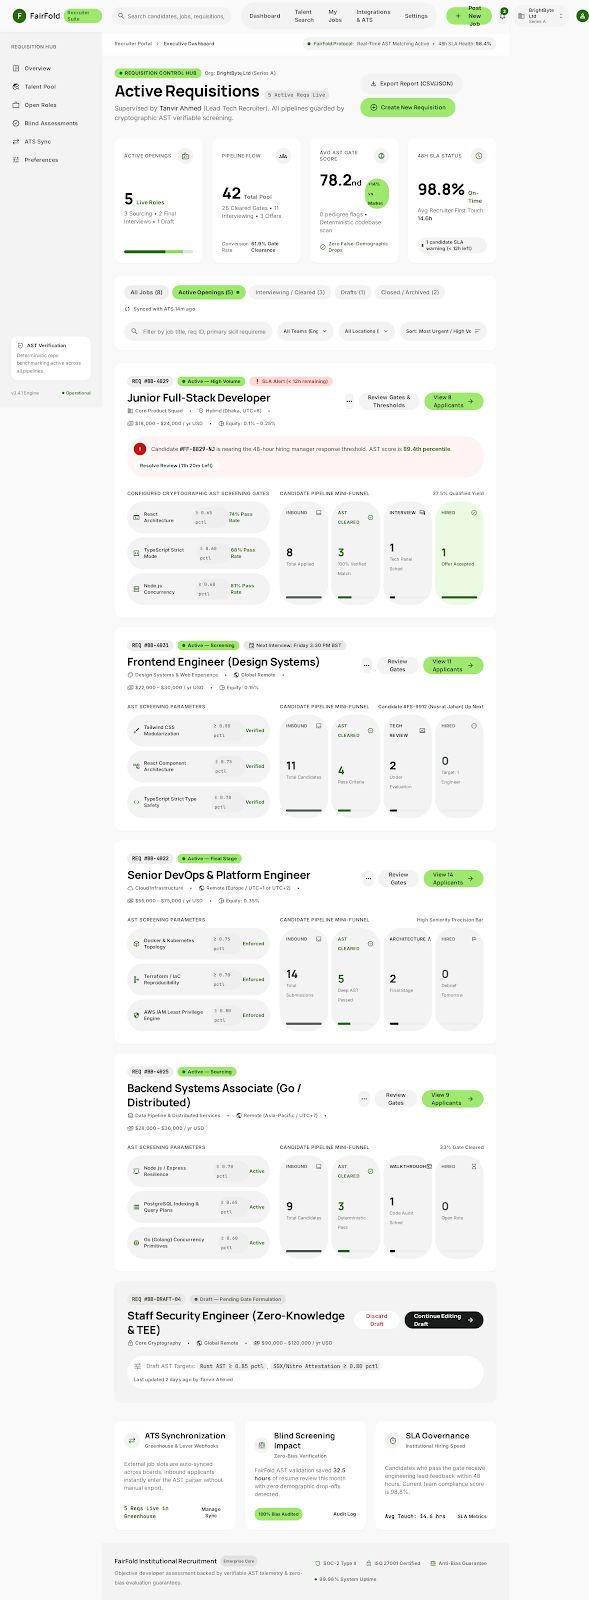 F FairFold Recruiter Suite
Search candidates, jobs, requisitions,
Dashboard
Talent Search
My Jobs
Integrations & ATS
Settings
+ Post New Job
BrightByte Ltd
Series A
REQUISITION HUB
Overview
Talent Pool
Open Roles
Blind Assessments
ATS Sync
Preferences
AST Verification
Deterministic repo benchmarking active across all pipelines.
v3.4.1 Engine
Operational
Recruiter Portal › Executive Dashboard
FairFold Protocol: Real-Time AST Matching Active • 48h SLA Health: 98.4%
REQUISITION CONTROL HUB Org: BrightByte Ltd (Series A)
Active Requisitions 5 Active Reqs Live
Supervised by Tanvir Ahmed (Lead Tech Recruiter). All pipelines guarded by
cryptographic AST verifiable screening.
Export Report (CSV/JSON)
Create New Requisition
ACTIVE OPENINGS
5 Live Roles
3 Sourcing • 2 Final
Interviews • 1 Draft
PIPELINE FLOW
42 Total Pool
28 Cleared Gates • 11
Interviewing • 3 Offers
Conversion Rate
61.9% Gate Clearance
AVG AST GATE SCORE
78.2nd
vs Market
0 pedigree flags •
Deterministic codebase
scan
Zero False-Demographic Drops
48H SLA STATUS
98.8% On-Time
Avg Recruiter First Touch:
14.6h
1 candidate SLA warning (< 12h left)
All Jobs (8)
Active Openings (5)
Interviewing / Cleared (3)
Drafts (1)
Closed / Archived (2)
Synced with ATS 14m ago
Filter by job title, req ID, primary skill requireme
All Teams (Eng
All Locations (
Sort: Most Urgent / High Vc
REQ #BB-4029 Active — High Volume SLA Alert (< 12h remaining)
Junior Full-Stack Developer
Core Product Squad • Hybrid (Dhaka, UTC+6) •
$18,000 – $24,000 / yr USD • Equity: 0.1% – 0.25%
Review Gates & Thresholds
View 8 Applicants
Candidate #FF-8829-NJ is nearing the 48-hour hiring manager response threshold. AST score is 89.4th percentile.
Resolve Review (11h 20m Left)
CONFIGURED CRYPTOGRAPHIC AST SCREENING GATES
React Architecture ≥ 0.65 pctl 74% Pass Rate
TypeScript Strict Mode ≥ 0.60 pctl 68% Pass Rate
Node.js Concurrency ≥ 0.60 pctl 81% Pass Rate
CANDIDATE PIPELINE MINI-FUNNEL
37.5% Qualified Yield
INBOUND
8
Total Applied
AST CLEARED
3
100% Verified Match
INTERVIEW
1
Tech Panel Sched
HIRED
1
Offer Accepted
REQ #BB-4031 Active — Screening Next Interview: Friday 3:30 PM BST
Frontend Engineer (Design Systems)
Design Systems & Web Experience • Global Remote •
$22,000 – $30,000 / yr USD • Equity: 0.15%
Review Gates
View 11 Applicants
AST SCREENING PARAMETERS
Tailwind CSS Modularization ≥ 0.80 pctl Verified
React Component Architecture ≥ 0.75 pctl Verified
TypeScript Strict Type Safety ≥ 0.70 pctl Verified
CANDIDATE PIPELINE MINI-FUNNEL
Candidate #FS-9912 (Nusrat Jahan) Up Next
INBOUND
11
Total Candidates
AST CLEARED
4
Pass Criteria
TECH REVIEW
2
Under Evaluation
HIRED
0
Target: 1 Engineer
REQ #BB-4022 Active — Final Stage
Senior DevOps & Platform Engineer
Cloud Infrastructure • Remote (Europe / UTC+1 or UTC+2) •
$55,000 – $75,000 / yr USD • Equity: 0.35%
Review Gates
View 14 Applicants
AST SCREENING PARAMETERS
Docker & Kubernetes Topology ≥ 0.75 pctl Enforced
Terraform / IaC Reproducibility ≥ 0.70 pctl Enforced
AWS IAM Least Privilege Engine ≥ 0.80 pctl Enforced
CANDIDATE PIPELINE MINI-FUNNEL
High Seniority Precision Bar
INBOUND
14
Total Submissions
AST CLEARED
5
Deep AST Passed
ARCHITECTURE
2
Final Stage
HIRED
0
Debrief Tomorrow
REQ #BB-4025 Active — Sourcing
Backend Systems Associate (Go /
Distributed)
Data Pipeline & Distributed Services • Remote (Asia-Pacific / UTC+7) •
$28,000 – $36,000 / yr USD
Review Gates
View 9 Applicants
AST SCREENING PARAMETERS
Node.js / Express Resilience ≥ 0.70 pctl Active
PostgreSQL Indexing & Query Plans ≥ 0.65 pctl Active
Go (Golang) Concurrency Primitives ≥ 0.60 pctl Active
CANDIDATE PIPELINE MINI-FUNNEL
33% Gate Cleared
INBOUND
9
Total Candidates
AST CLEARED
3
Deterministic Pass
WALKTHROUGH
1
Code Audit Sched
HIRED
0
Open Role
REQ #BB-DRAFT-04 Draft — Pending Gate Formulation
Staff Security Engineer (Zero-Knowledge
& TEE)
Core Cryptography • Global Remote • $90,000 – $120,000 / yr USD
Discard Draft
Continue Editing Draft
Draft AST Targets: Rust AST ≥ 0.85 pctl , SGX/Nitro Attestation ≥ 0.80 pctl
Last updated 2 days ago by Tanvir Ahmed
ATS Synchronization
Greenhouse & Lever Webhooks
External job slots are auto-synced
across boards. Inbound applicants
instantly enter the AST parser without
manual export.
5 Reqs Live in Greenhouse
Manage Sync
Blind Screening Impact
Zero-Bias Verification
FairFold AST validation saved 32.5
hours of resume review this month
with zero demographic drop-offs
detected.
100% Bias Audited
Audit Log
SLA Governance
Institutional Hiring Speed
Candidates who pass the gate receive
engineering lead feedback within 48
hours. Current team compliance score
is 98.8%.
Avg Touch: 14.6 hrs
SLA Metrics
FairFold Institutional Recruitment Enterprise Core
Objective developer assessment backed by verifiable AST telemetry & zero-
bias evaluation guarantees.
SOC-2 Type II
ISO 27001 Certified
Anti-Bias Guarantee
99.98% System Uptime